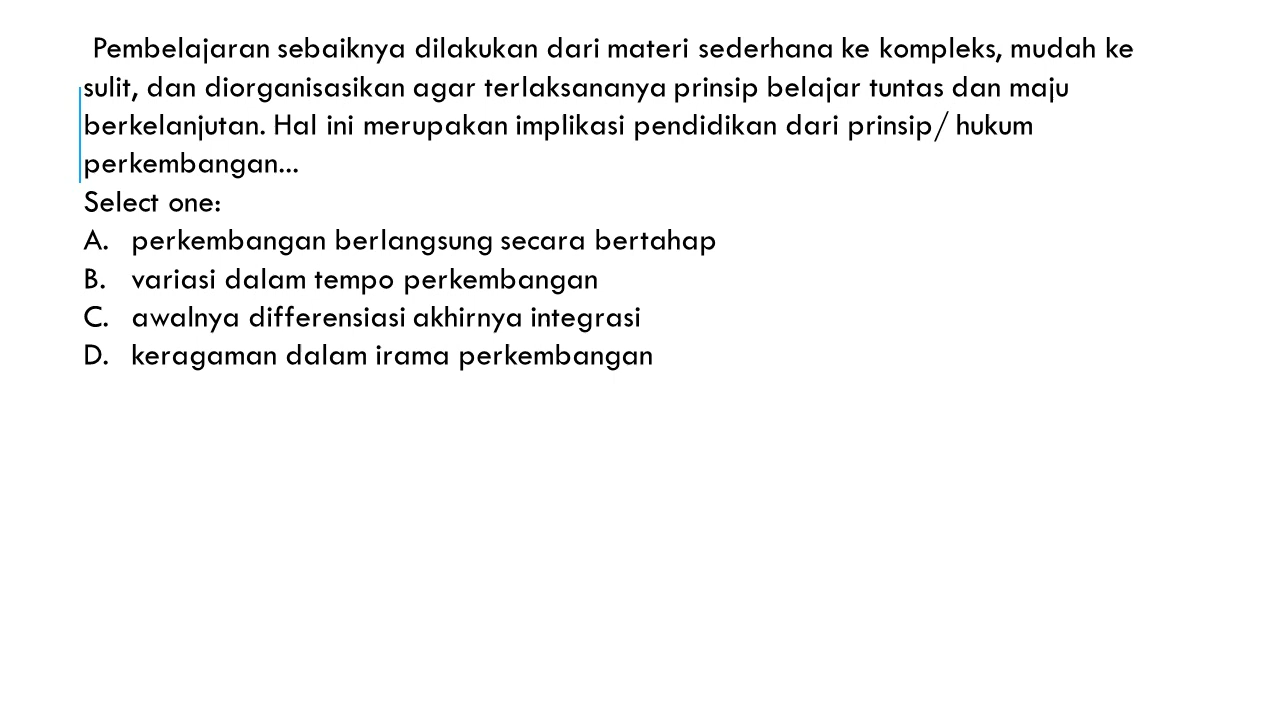 Pembelajaran sebaiknya dilakukan dari materi sederhana ke kompleks, mudah ke
sulit, dan diorganisasikan agar terlaksananya prinsip belajar tuntas dan maju
berkelanjutan. Hal ini merupakan implikasi pendidikan dari prinsip/ hukum
perkembangan...
Select one:
A. perkembangan berlangsung secara bertahap
B. variasi dalam tempo perkembangan
C. awalnya differensiasi akhirnya integrasi
D. keragaman dalam irama perkembangan